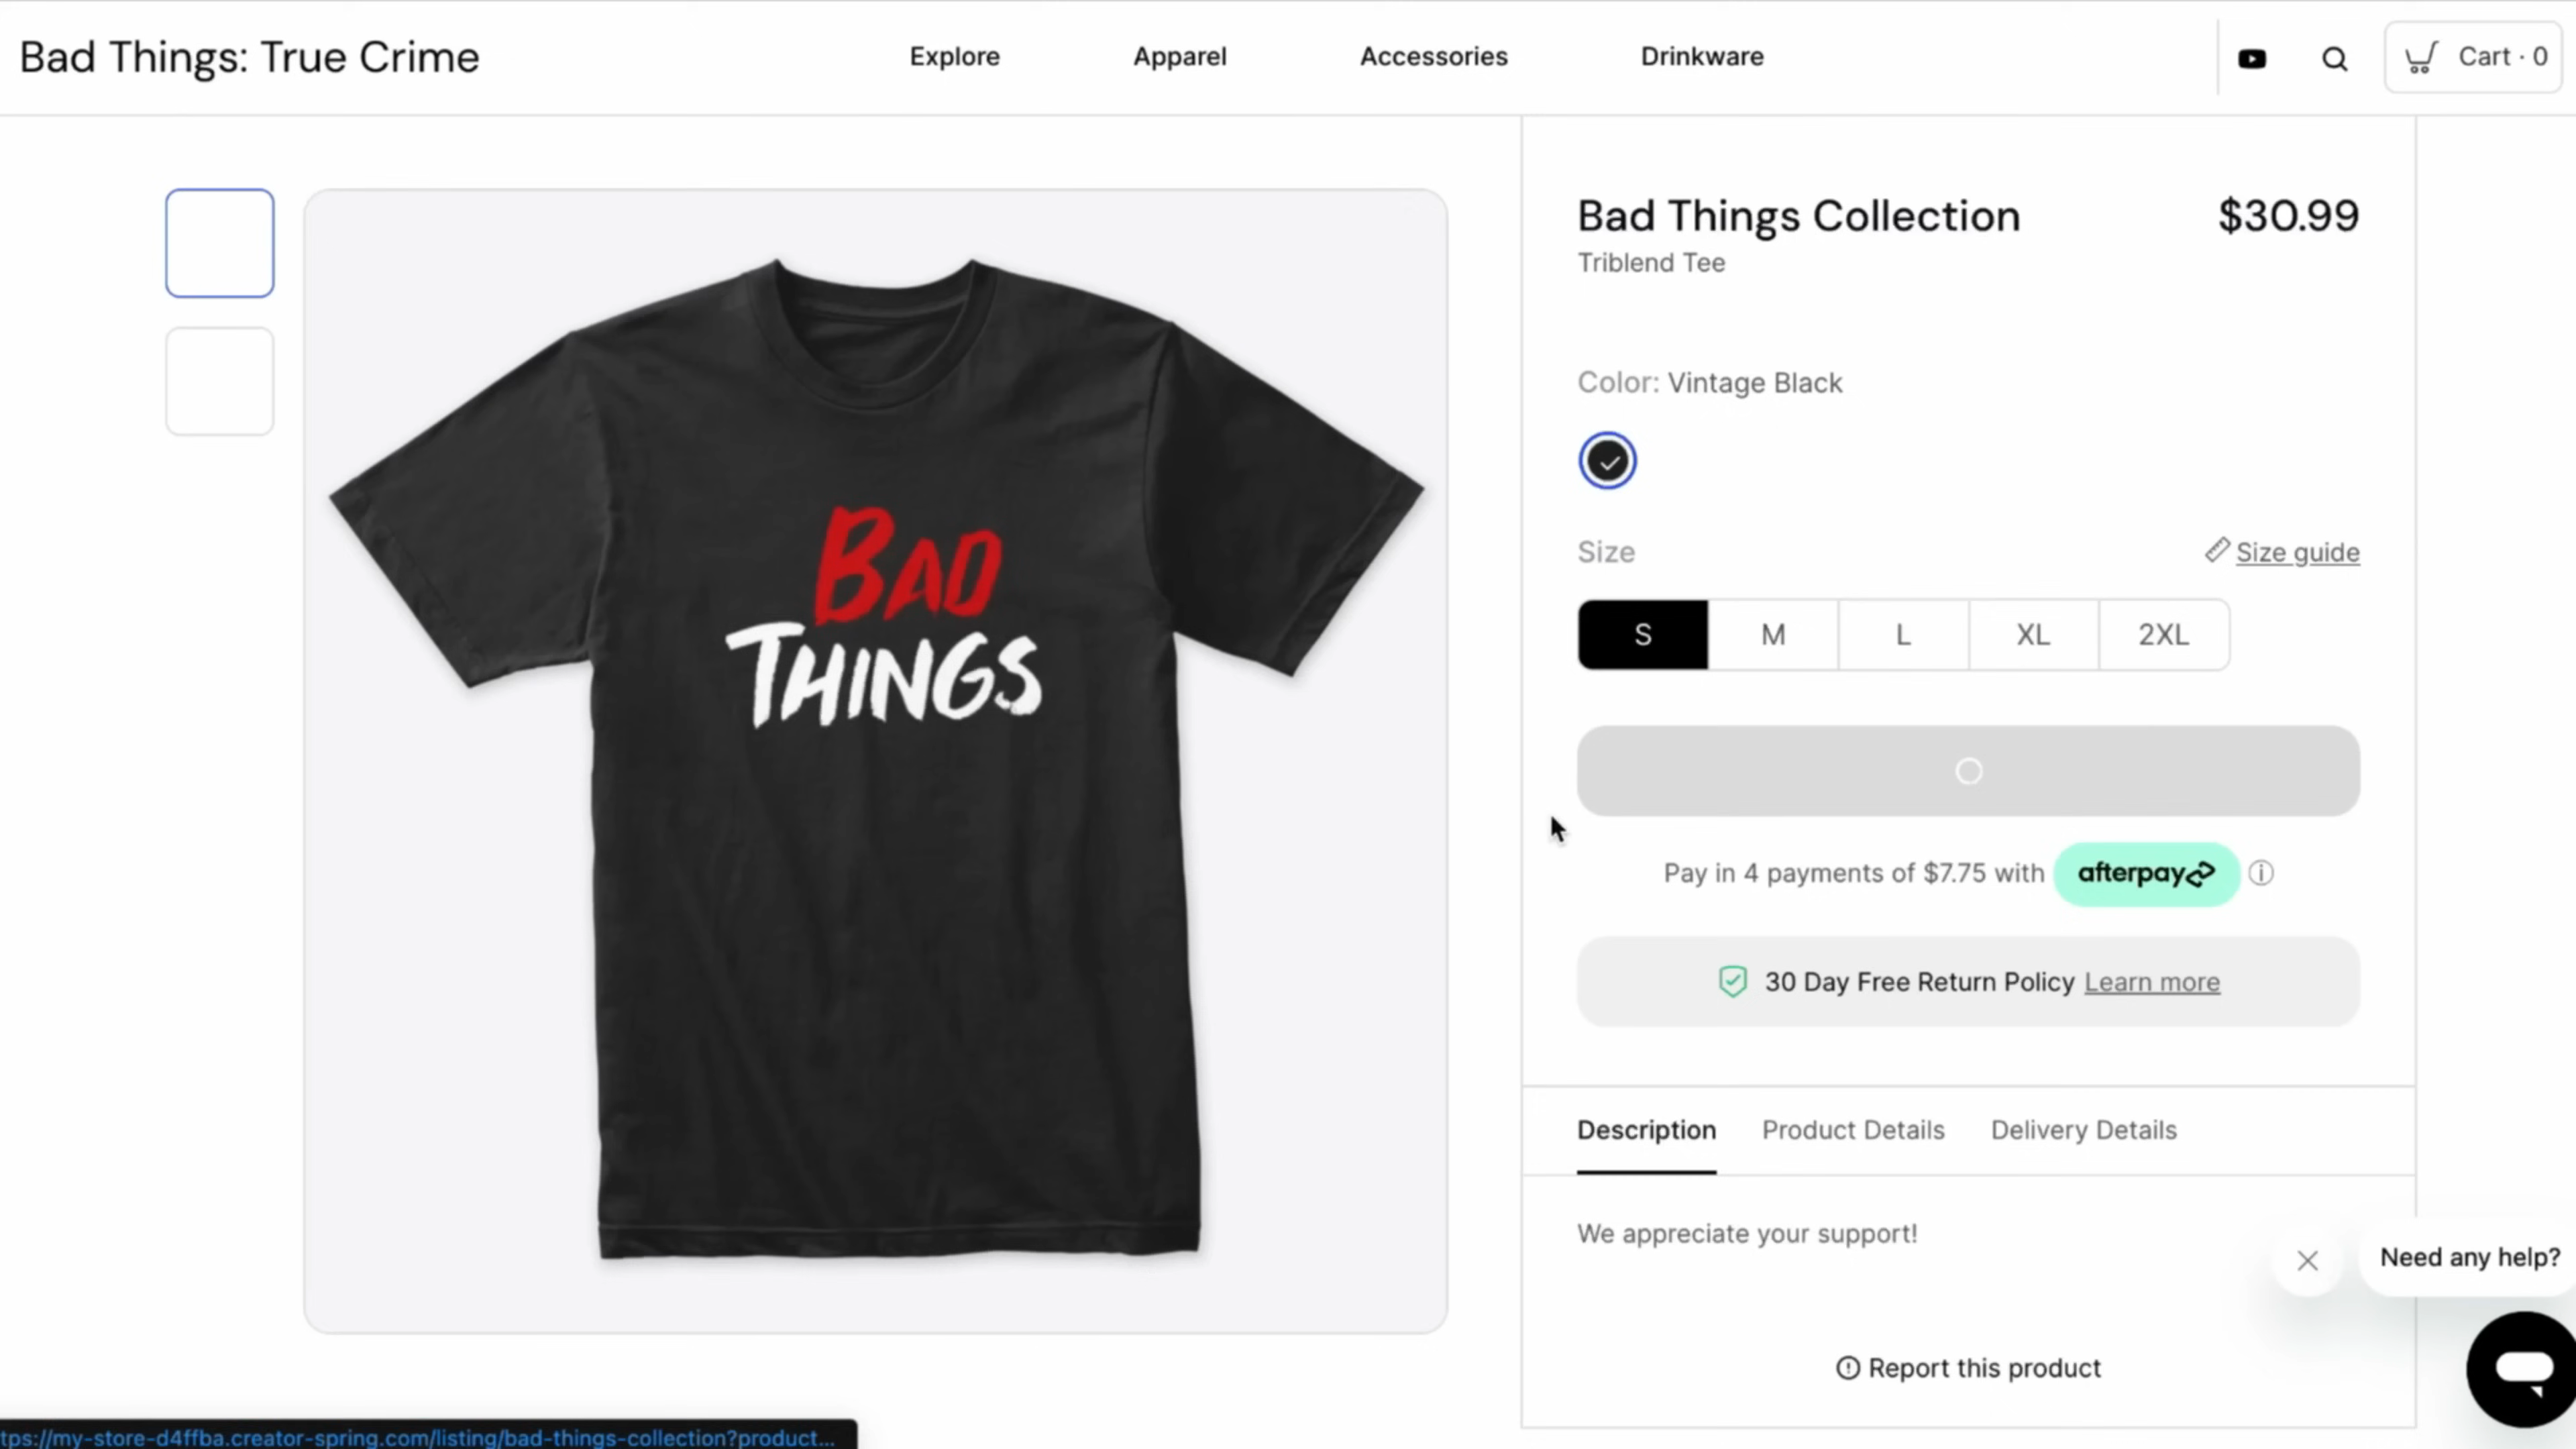 Bad Things: True Crime
Explore
Apparel
Accessories
Drinkware
Cart · 0
BAD
THINGS
Bad Things Collection
$30.99
Triblend Tee
Color: Vintage Black
Size
Size guide
S
M
L
XL
2XL
Pay in 4 payments of $7.75 with afterpay
30 Day Free Return Policy Learn more
Description
Product Details
Delivery Details
We appreciate your support!
Need any help?
Report this product
tps://my-store-d4ffba.creator-spring.com/listing/bad-things-collection?product...